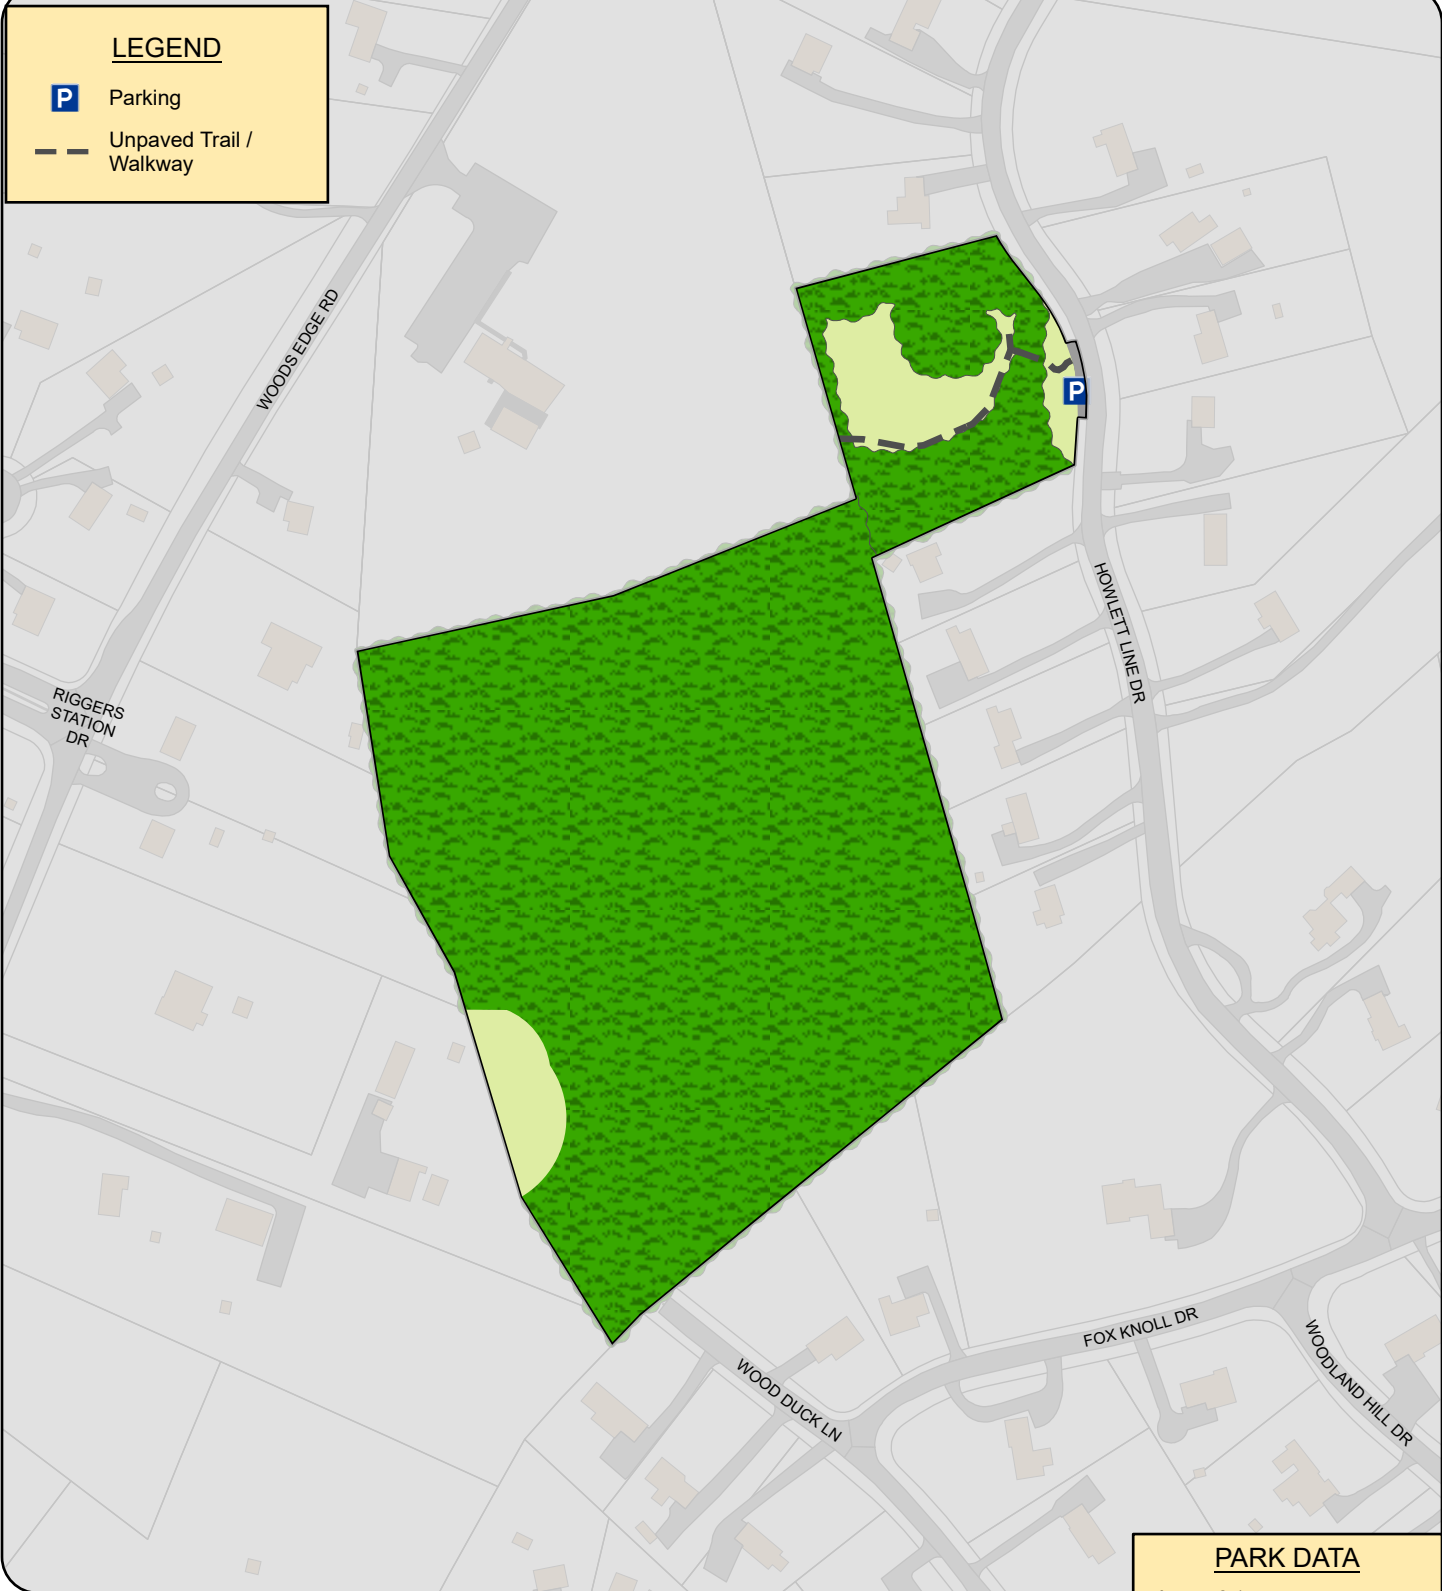 LEGEND
P Parking
Unpaved Trail /
Walkway
WOODS EDGE RD
P
HOWLETT LINE DR
RIGGERS
STATION
DR
FOX KNOLL DR
WOODLAND HILL DR
WOOD DUCK LN
PARK DATA